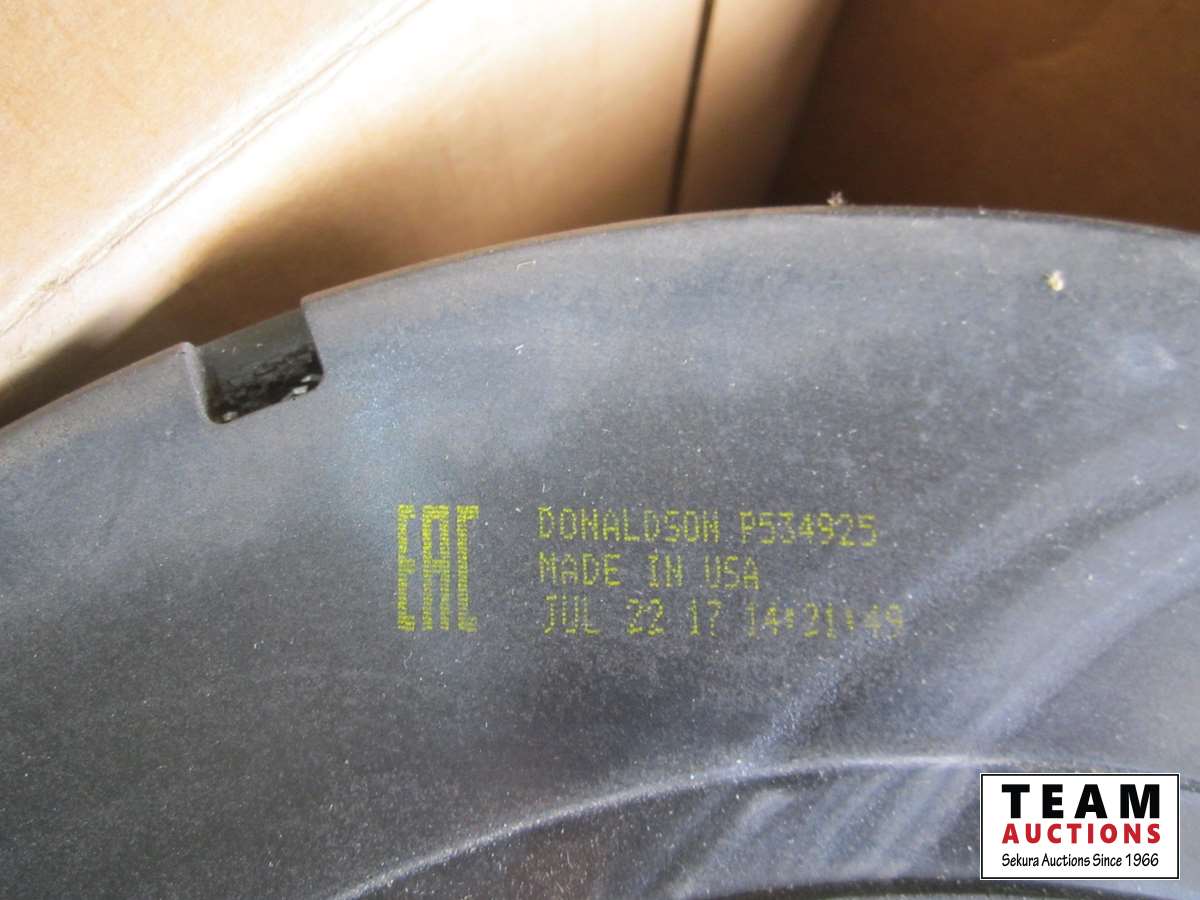 EAC
DONALDSON P534925
MADE IN USA
JUL 22 17 14:21:49
TEAM
AUCTIONS
Sekura Auctions Since 1966